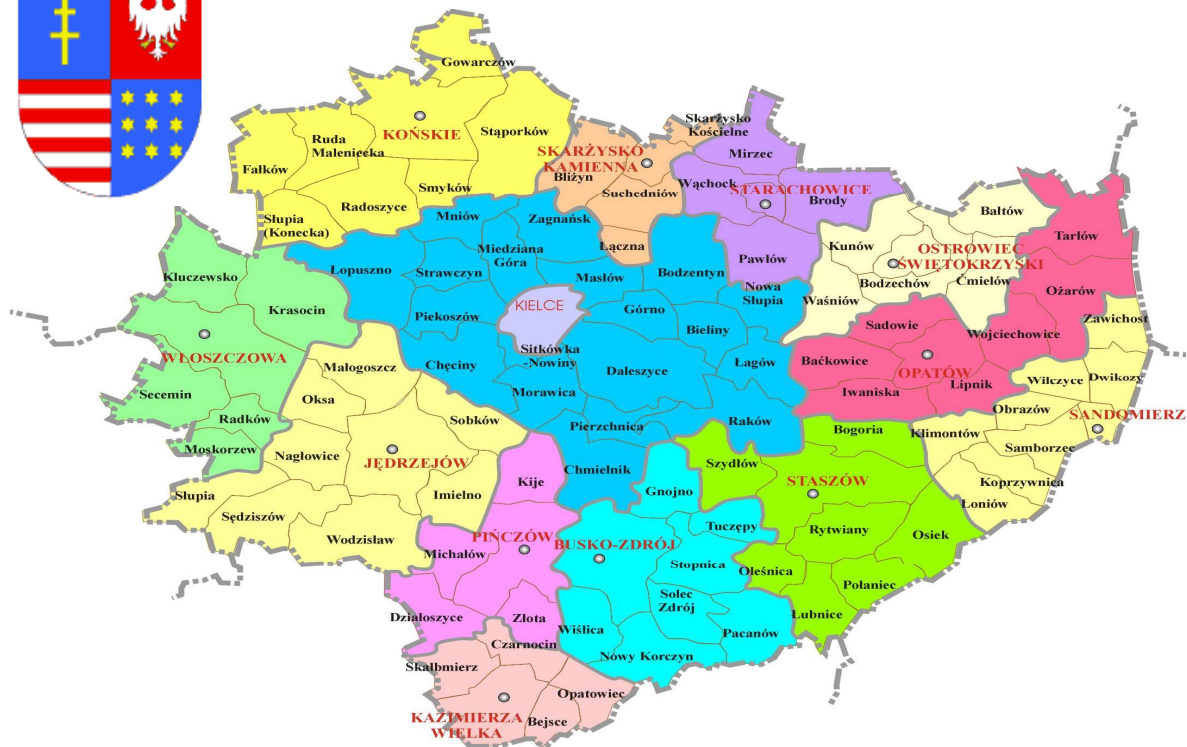 Gowarczów
KOŃSKIE
Stąporków
Ruda
Maleniecka
Fałków
Smyków
Radoszyce
Słupia
(Konecka)
Skarżysko
Kościelne
SKARŻYSKO
KAMIENNA
Bliżyn
Suchedniów
Łączna
Mirzec
Wąchock
STARACHOWICE
Brody
Pawłów
Bałtów
Kunów
OSTROWIEC
ŚWIĘTOKRZYSKI
Bodzechów
Ćmielów
Waśniów
Tarłów
Ożarów
Sadowie
Wojciechowice
Baćkowice
OPATÓW
Iwaniska
Lipnik
Zawichost
Wilczyce
Dwikozy
Obrazów
SANDOMIERZ
Klimontów
Samborzec
Koprzywnica
Łoniów
Mniów
Zagnańsk
Miedziana
Góra
Łopuszno
Strawczyn
Masłów
Bodzentyn
Nowa
Słupia
KIELCE
Piekoszów
Górno
Bieliny
Sitkówka
-Nowiny
Chęciny
Daleszyce
Łagów
Morawica
Pierzchnica
Raków
Chmielnik
Kluczewsko
Krasocin
WŁOSZCZOWA
Secemin
Radków
Moskorzew
Małogoszcz
Oksa
Sobków
Nagłowice
JĘDRZEJÓW
Imielno
Słupia
Sędziszów
Wodzisław
Kije
PIŃCZÓW
Michałów
Działoszyce
Złota
Gnojno
Tuczępy
BUSKO-ZDRÓJ
Stopnica
Solec
Zdrój
Wiślica
Pacanów
Nowy Korczyn
Bogoria
Szydłów
STASZÓW
Rytwiany
Osiek
Oleśnica
Połaniec
Łubnice
Czarnocin
Skalbmierz
Opatowiec
KAZIMIERZA
WIELKA
Bejsce